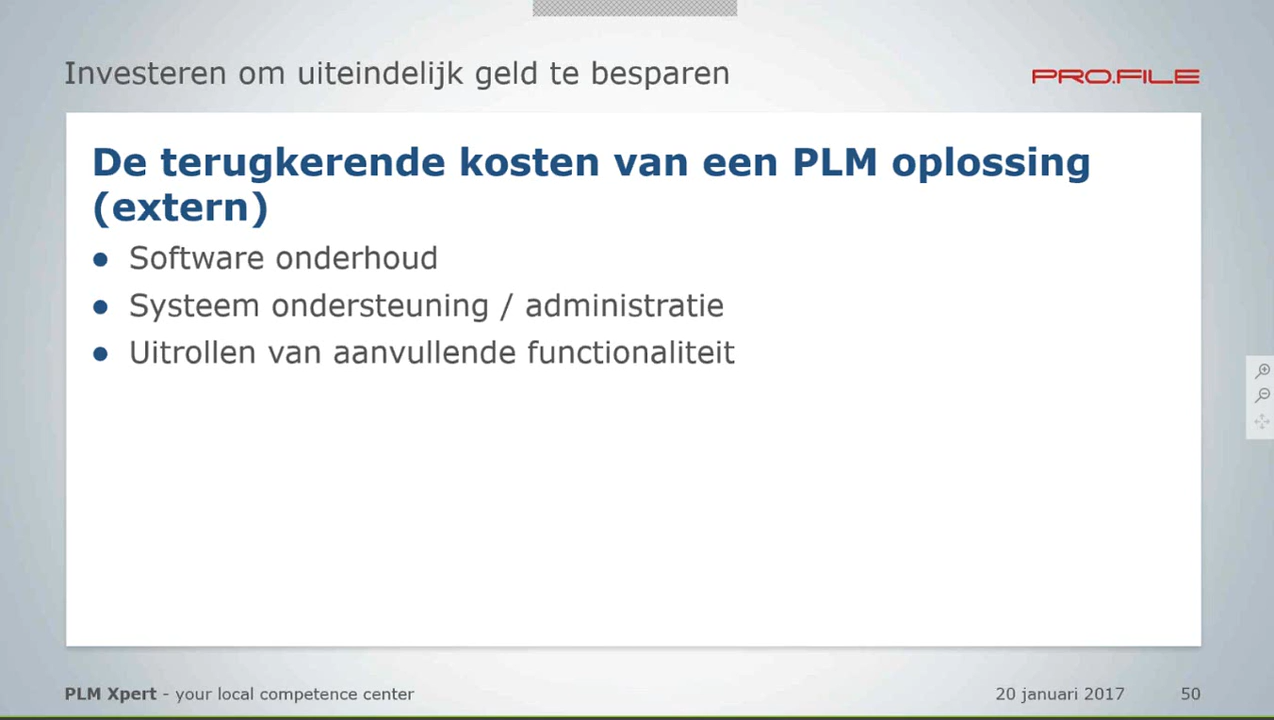 Investeren om uiteindelijk geld te besparen
PRO.FILE
De terugkerende kosten van een PLM oplossing
(extern)
● Software onderhoud
● Systeem ondersteuning / administratie
● Uitrollen van aanvullende functionaliteit
PLM Xpert - your local competence center
20 januari 2017 50